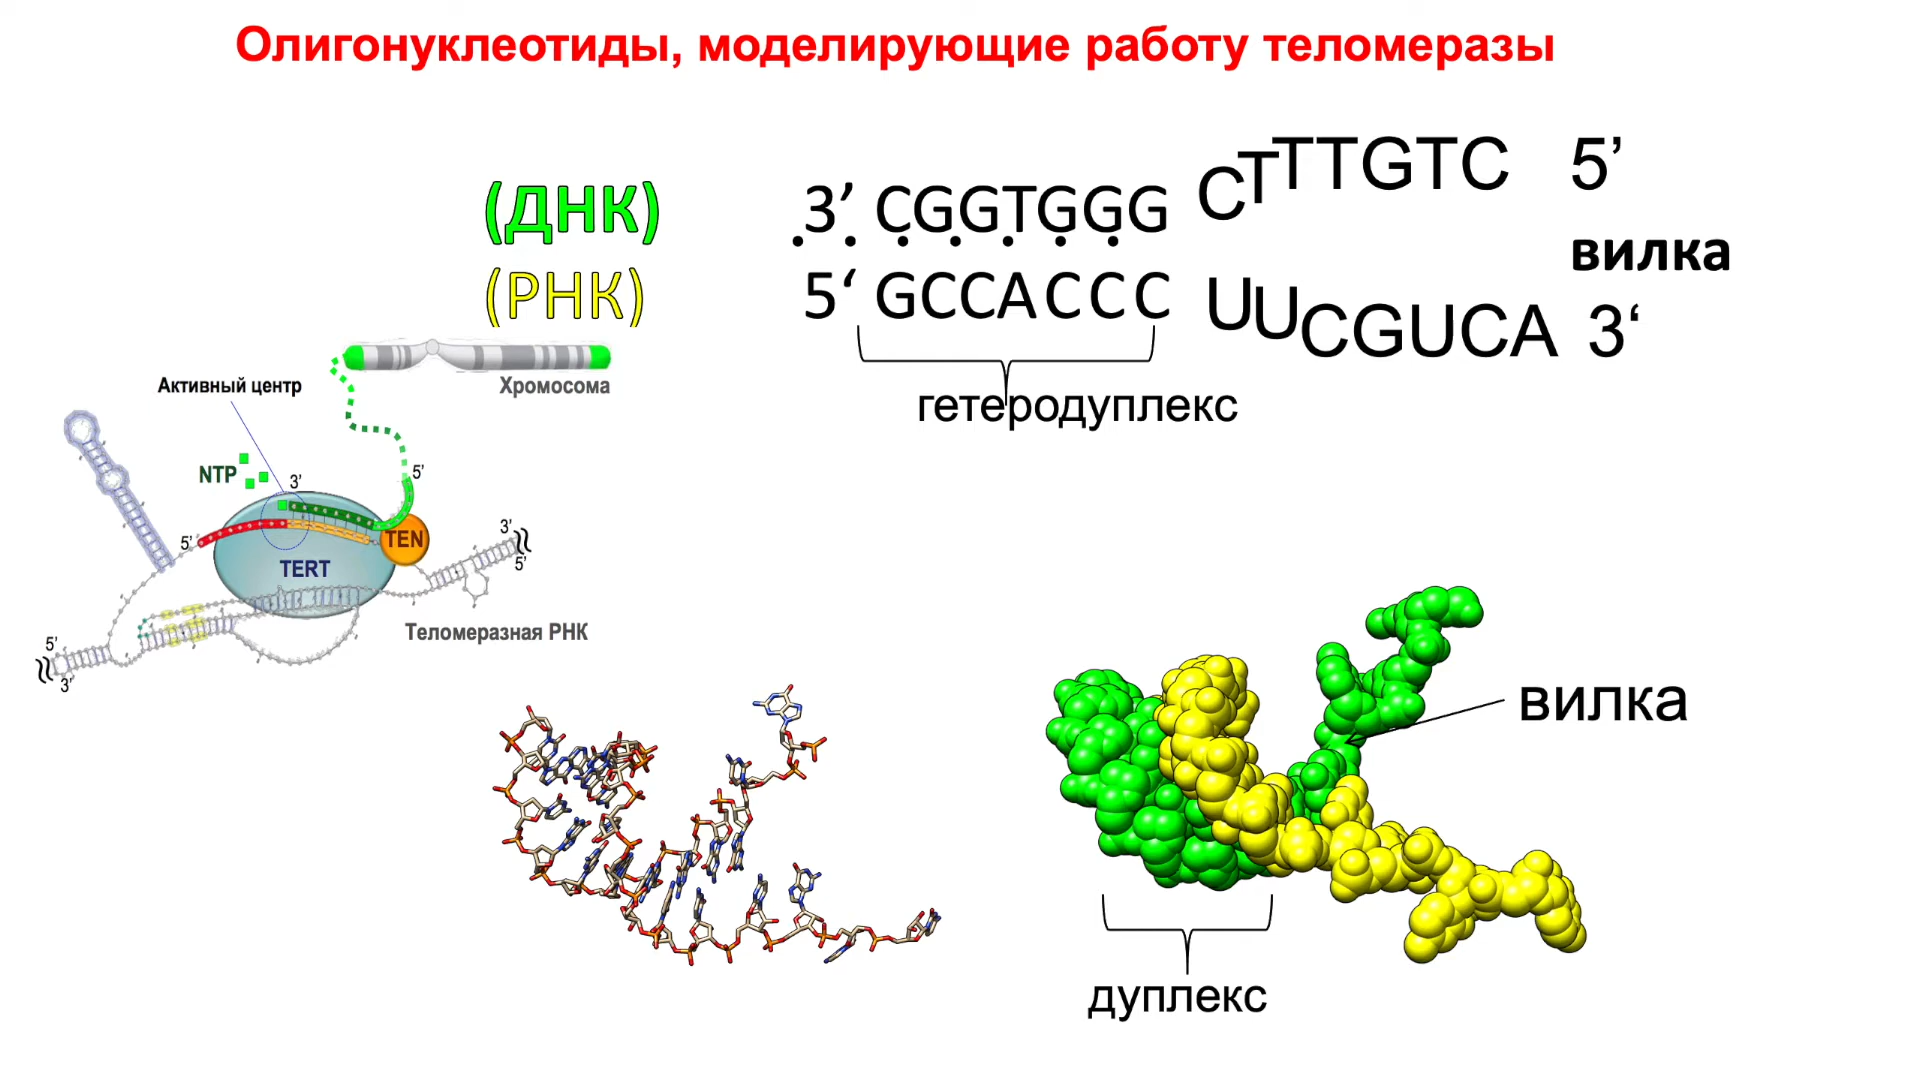 Олигонуклеотиды, моделирующие работу теломеразы
CTTTTGTC 5’
(ДНК) 3’ CGGTGGG
вилка
(РНК) 5‘ GCCACCC UUCGUCA 3‘
гетеродуплекс
Активный центр
Хромосома
NTP
3’
5’
5’
TEN
3’
5’
TERT
Теломеразная РНК
5’
3’
вилка
дуплекс